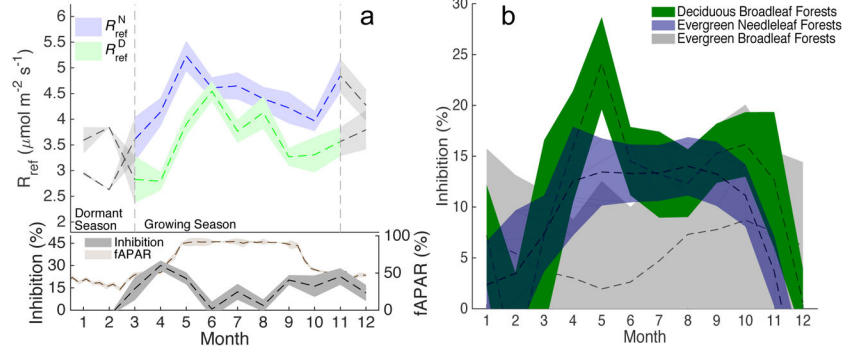 a
R^N_ref
R^D_ref
R_ref (μmol m⁻² s⁻¹)
6
5.5
5
4.5
4
3.5
3
2.5
2
Dormant Season
Growing Season
Inhibition (%)
45
30
15
0
Inhibition
fAPAR
100
50
0
fAPAR (%)
1 2 3 4 5 6 7 8 9 10 11 12
Month
b
Deciduous Broadleaf Forests
Evergreen Needleleaf Forests
Evergreen Broadleaf Forests
Inhibition (%)
30
25
20
15
10
5
0
1 2 3 4 5 6 7 8 9 10 11 12
Month